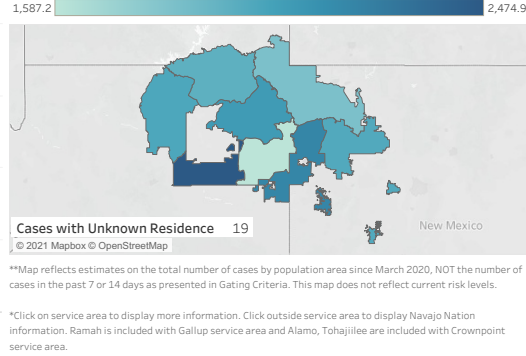 1,587.2
2,474.9
New Mexico
Cases with Unknown Residence 19
© 2021 Mapbox © OpenStreetMap
**Map reflects estimates on the total number of cases by population area since March 2020, NOT the number of
cases in the past 7 or 14 days as presented in Gating Criteria. This map does not reflect current risk levels.
*Click on service area to display more information. Click outside service area to display Navajo Nation
information. Ramah is included with Gallup service area and Alamo, Tohajiilee are included with Crownpoint
service area.